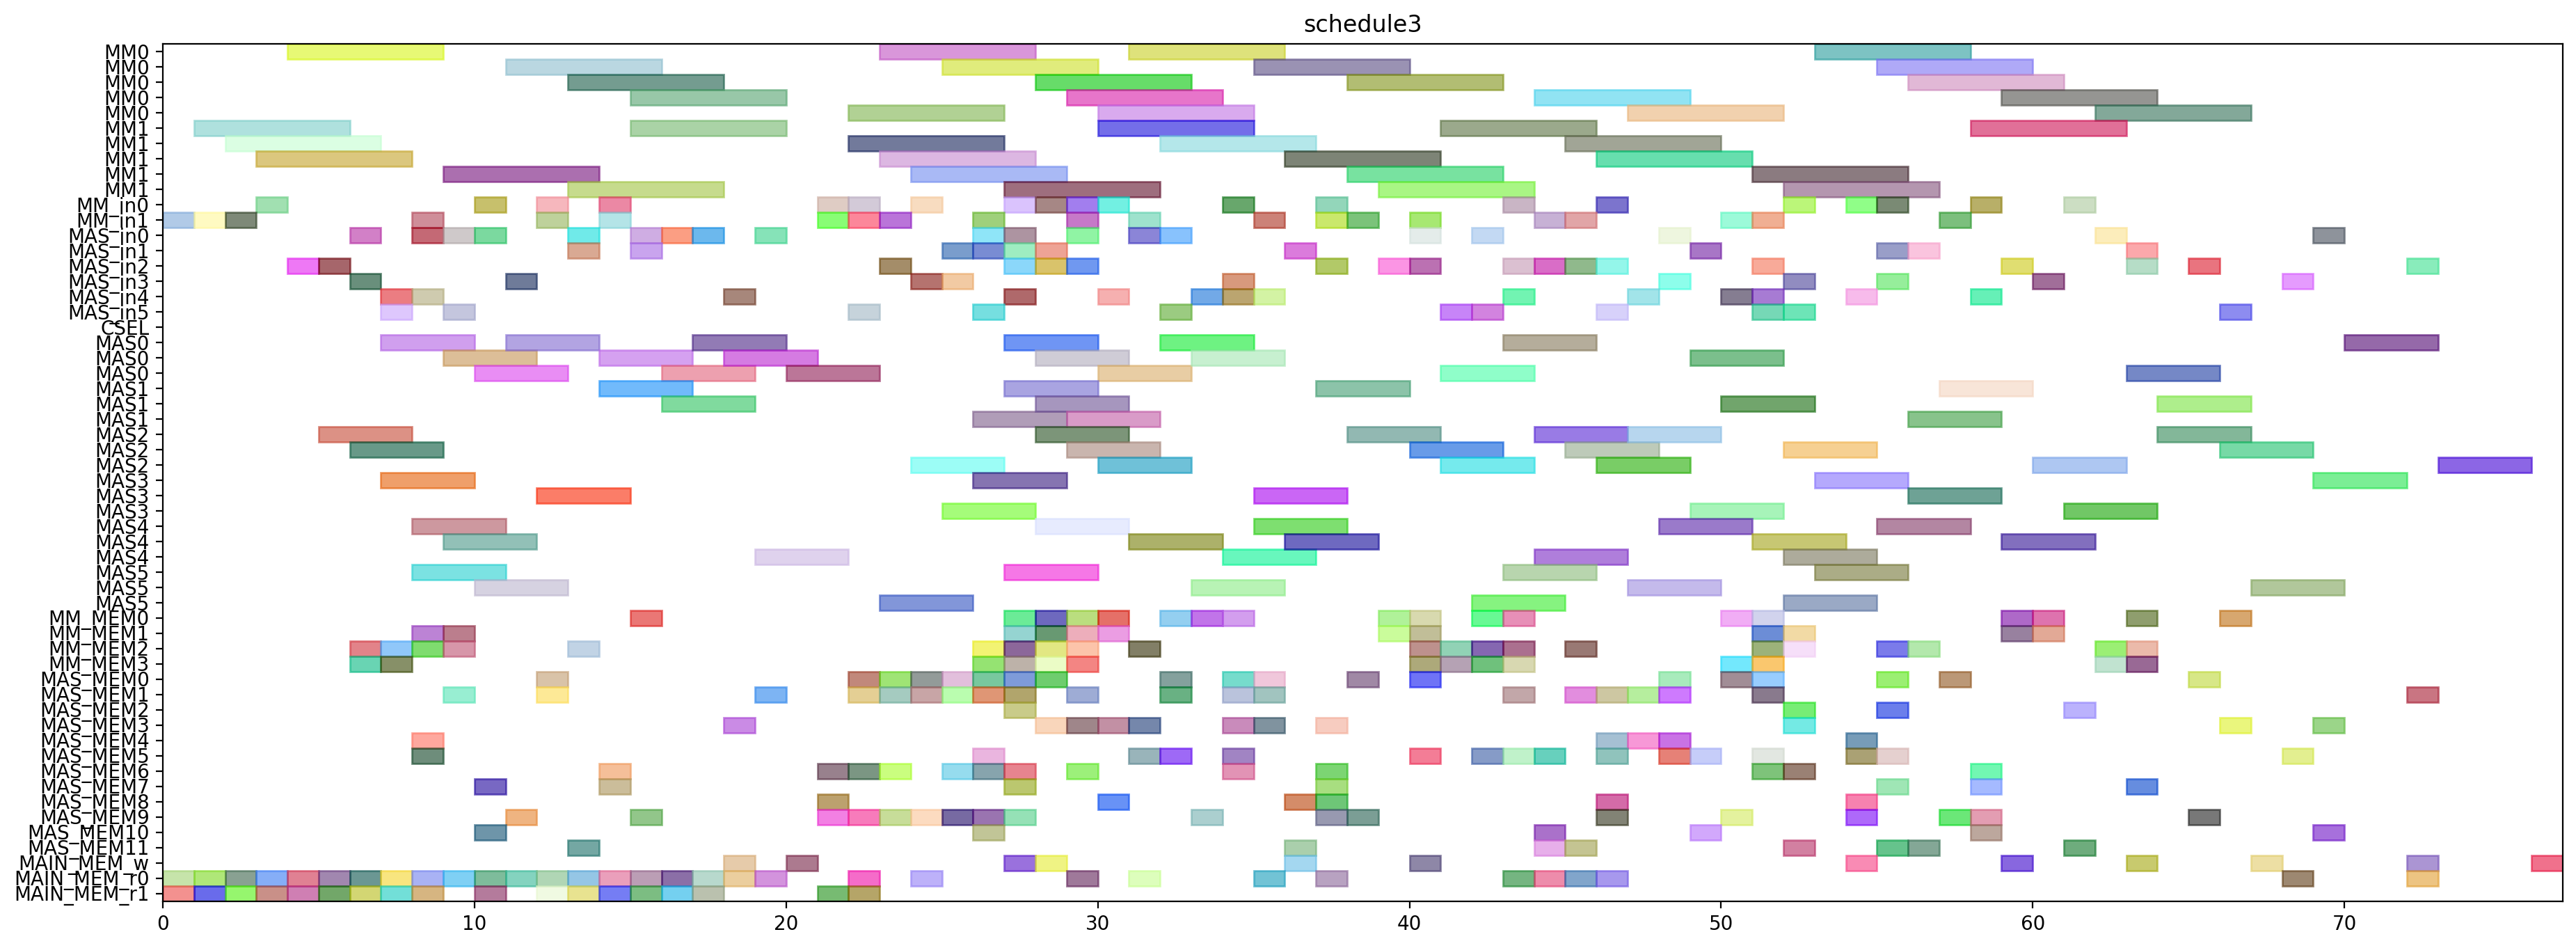 schedule3
MM0
MM0
MM0
MM0
MM0
MM1
MM1
MM1
MM1
MM1
MM_in0
MM_in1
MAS_in0
MAS_in1
MAS_in2
MAS_in3
MAS_in4
MAS_in5
CSEL
MAS0
MAS0
MAS0
MAS1
MAS1
MAS1
MAS2
MAS2
MAS2
MAS3
MAS3
MAS3
MAS4
MAS4
MAS4
MAS5
MAS5
MAS5
MM_MEM0
MM_MEM1
MM_MEM2
MM_MEM3
MAS_MEM0
MAS_MEM1
MAS_MEM2
MAS_MEM3
MAS_MEM4
MAS_MEM5
MAS_MEM6
MAS_MEM7
MAS_MEM8
MAS_MEM9
MAS_MEM10
MAS_MEM11
MAIN_MEM_w
MAIN_MEM_r0
MAIN_MEM_r1
0 10 20 30 40 50 60 70